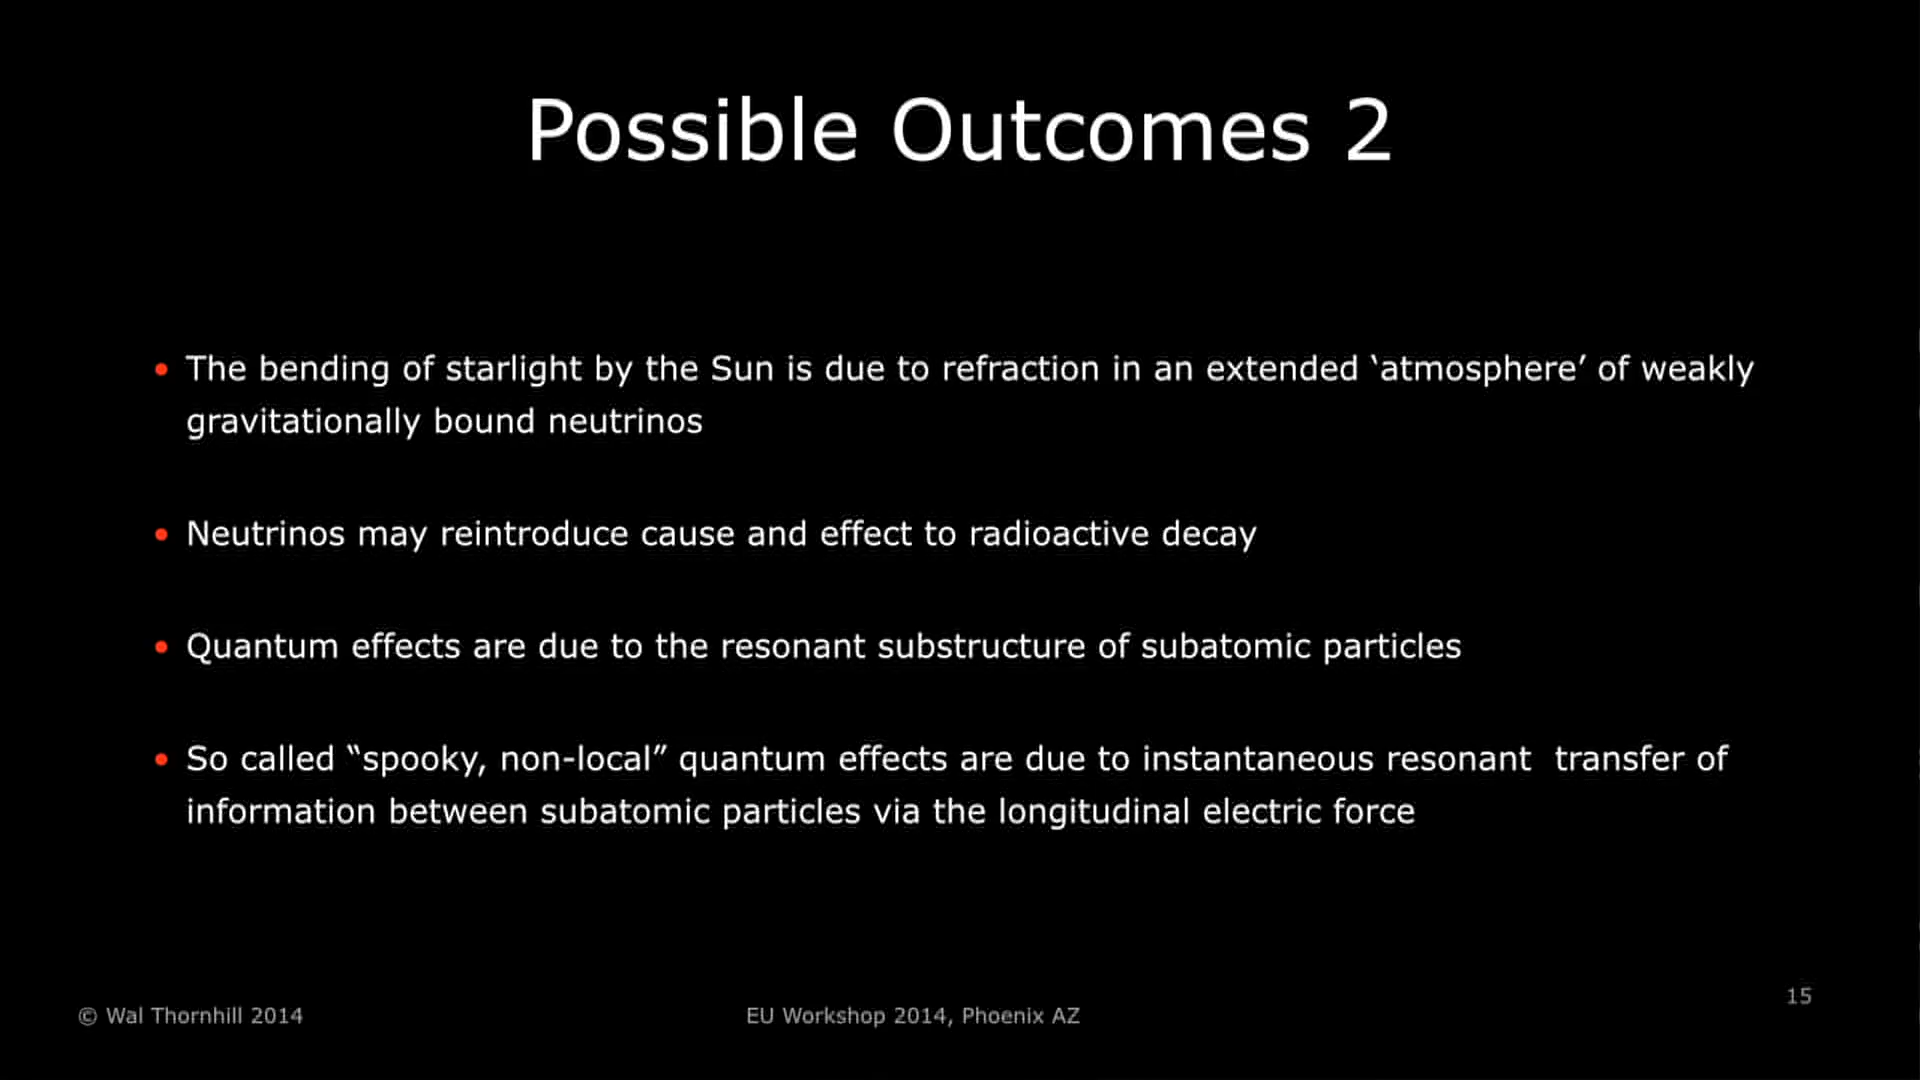 Possible Outcomes 2
• The bending of starlight by the Sun is due to refraction in an extended ‘atmosphere’ of weakly
gravitationally bound neutrinos
• Neutrinos may reintroduce cause and effect to radioactive decay
• Quantum effects are due to the resonant substructure of subatomic particles
• So called “spooky, non-local” quantum effects are due to instantaneous resonant  transfer of
information between subatomic particles via the longitudinal electric force
15
© Wal Thornhill 2014
EU Workshop 2014, Phoenix AZ